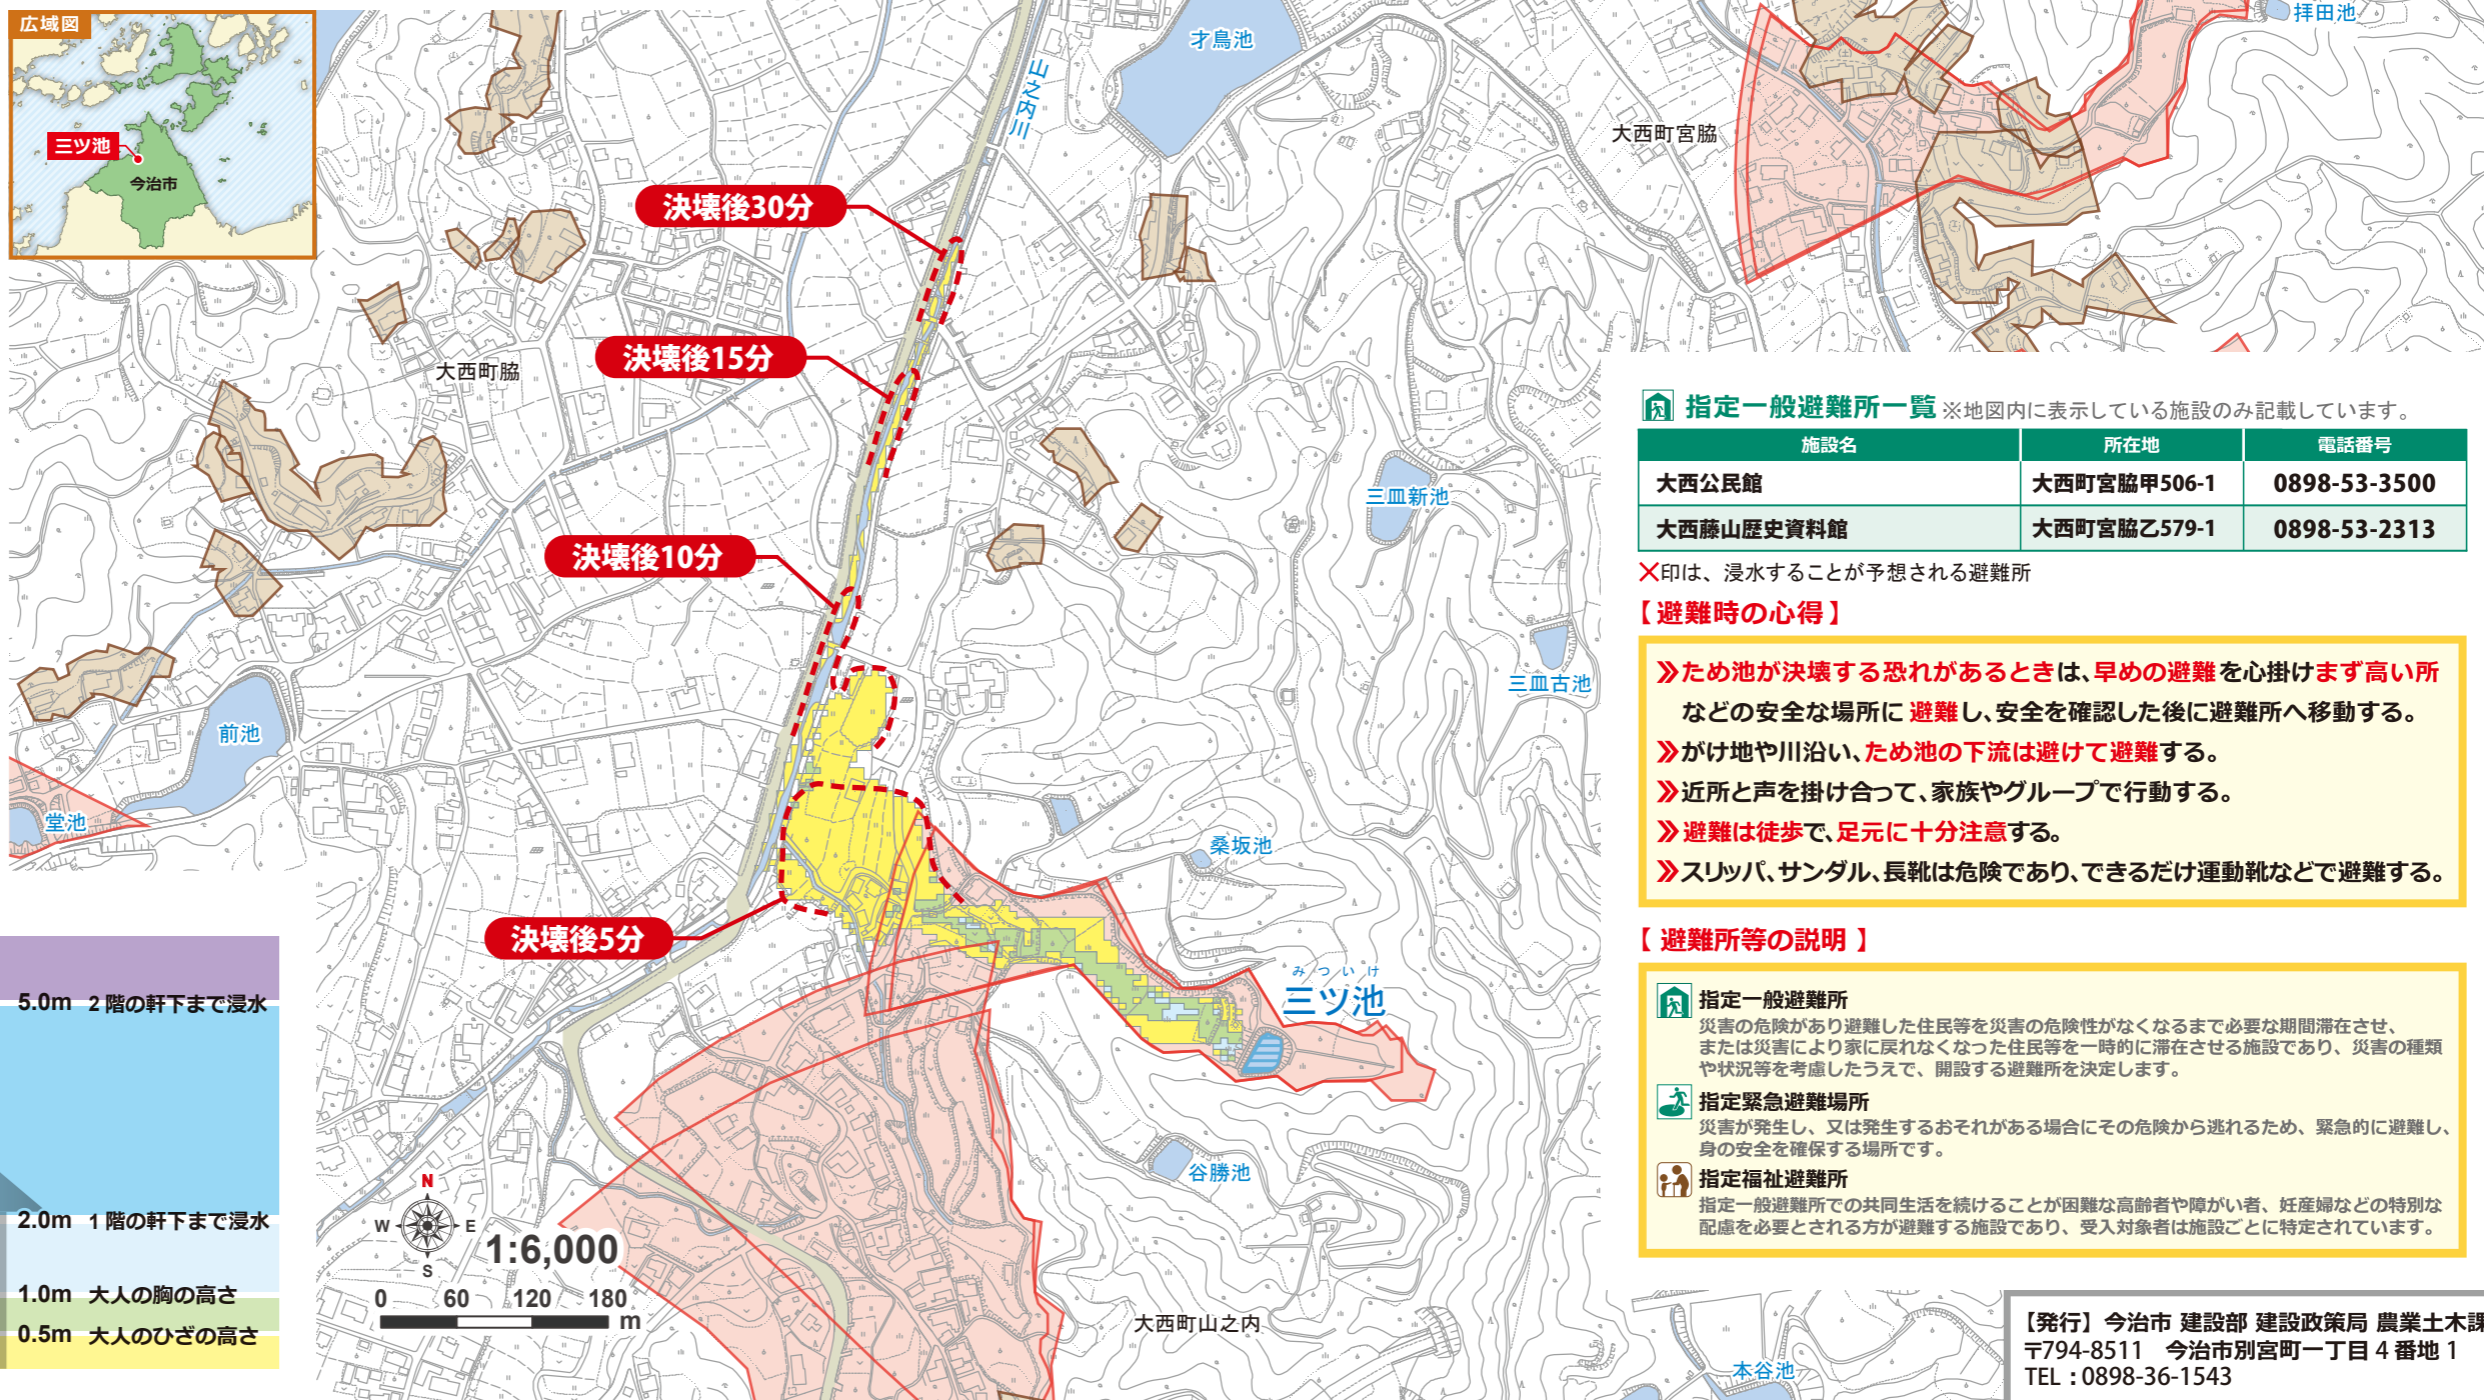 広域図
三ツ池
今治市
才鳥池
山之内川
拝田池
大西町宮脇
決壊後30分
決壊後15分
大西町脇
決壊後10分
三皿新池
三皿古池
前池
堂池
桑坂池
決壊後5分
みついけ
三ツ池
谷勝池
大西町山之内
本谷池
5.0m 2階の軒下まで浸水
2.0m 1階の軒下まで浸水
1.0m 大人の胸の高さ
0.5m 大人のひざの高さ
N
W E
S
1:6,000
0 60 120 180
m
指定一般避難所一覧 ※地図内に表示している施設のみ記載しています。
施設名 所在地 電話番号
大西公民館 大西町宮脇甲506-1 0898-53-3500
大西藤山歴史資料館 大西町宮脇乙579-1 0898-53-2313
×印は、浸水することが予想される避難所
【避難時の心得】
≫ため池が決壊する恐れがあるときは、早めの避難を心掛けまず高い所
などの安全な場所に避難し、安全を確認した後に避難所へ移動する。
≫がけ地や川沿い、ため池の下流は避けて避難する。
≫近所と声を掛け合って、家族やグループで行動する。
≫避難は徒歩で、足元に十分注意する。
≫スリッパ、サンダル、長靴は危険であり、できるだけ運動靴などで避難する。
【避難所等の説明】
指定一般避難所
災害の危険があり避難した住民等を災害の危険性がなくなるまで必要な期間滞在させ、
または災害により家に戻れなくなった住民等を一時的に滞在させる施設であり、災害の種類
や状況等を考慮したうえで、開設する避難所を決定します。
指定緊急避難場所
災害が発生し、又は発生するおそれがある場合にその危険から逃れるため、緊急的に避難し、
身の安全を確保する場所です。
指定福祉避難所
指定一般避難所での共同生活を続けることが困難な高齢者や障がい者、妊産婦などの特別な
配慮を必要とされる方が避難する施設であり、受入対象者は施設ごとに特定されています。
【発行】今治市 建設部 建設政策局 農業土木課
〒794-8511 今治市別宮町一丁目4番地1
TEL：0898-36-1543